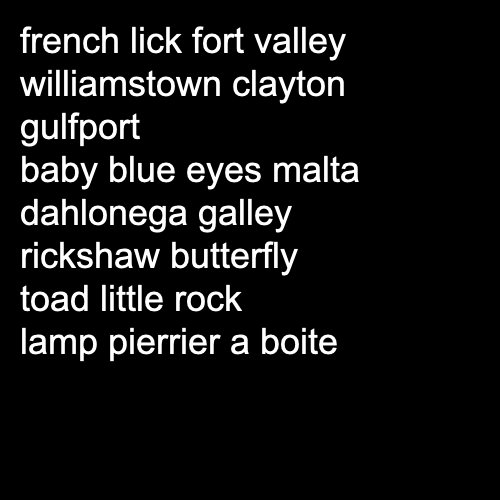 french lick fort valley
williamstown clayton
gulfport
baby blue eyes malta
dahlonega galley
rickshaw butterfly
toad little rock
lamp pierrier a boite